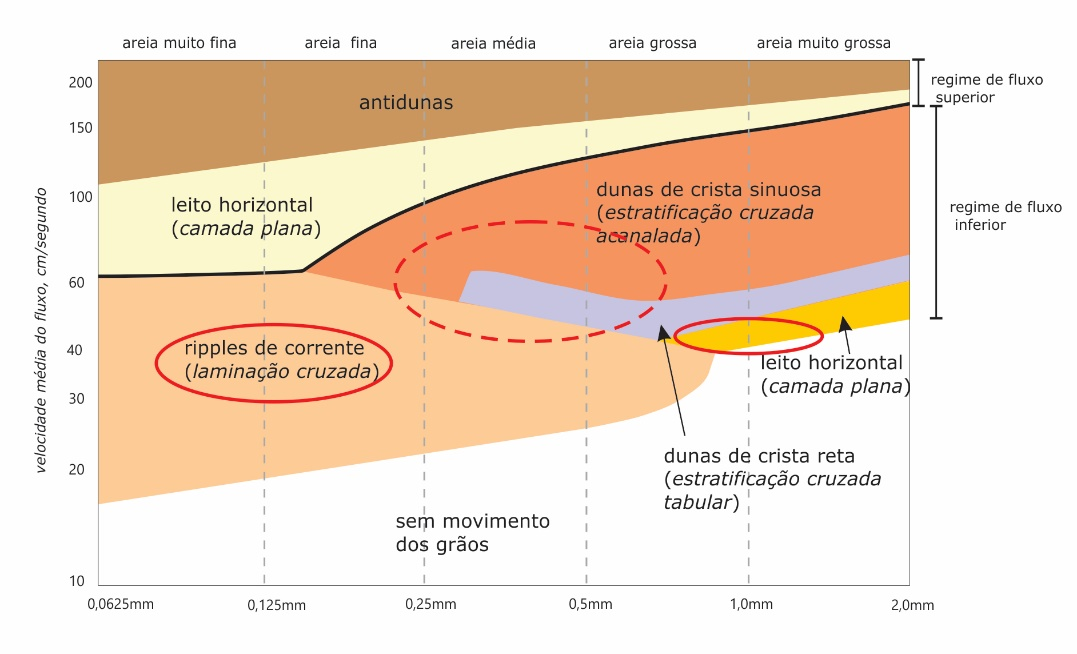 areia muito fina
areia fina
areia média
areia grossa
areia muito grossa
200
150
100
60
40
30
20
10
velocidade média do fluxo, cm/segundo
antidunas
leito horizontal
(camada plana)
dunas de crista sinuosa
(estratificação cruzada
acanalada)
regime de fluxo
superior
regime de fluxo
inferior
ripples de corrente
(laminação cruzada)
leito horizontal
(camada plana)
dunas de crista reta
(estratificação cruzada
tabular)
sem movimento
dos grãos
0,0625mm
0,125mm
0,25mm
0,5mm
1,0mm
2,0mm